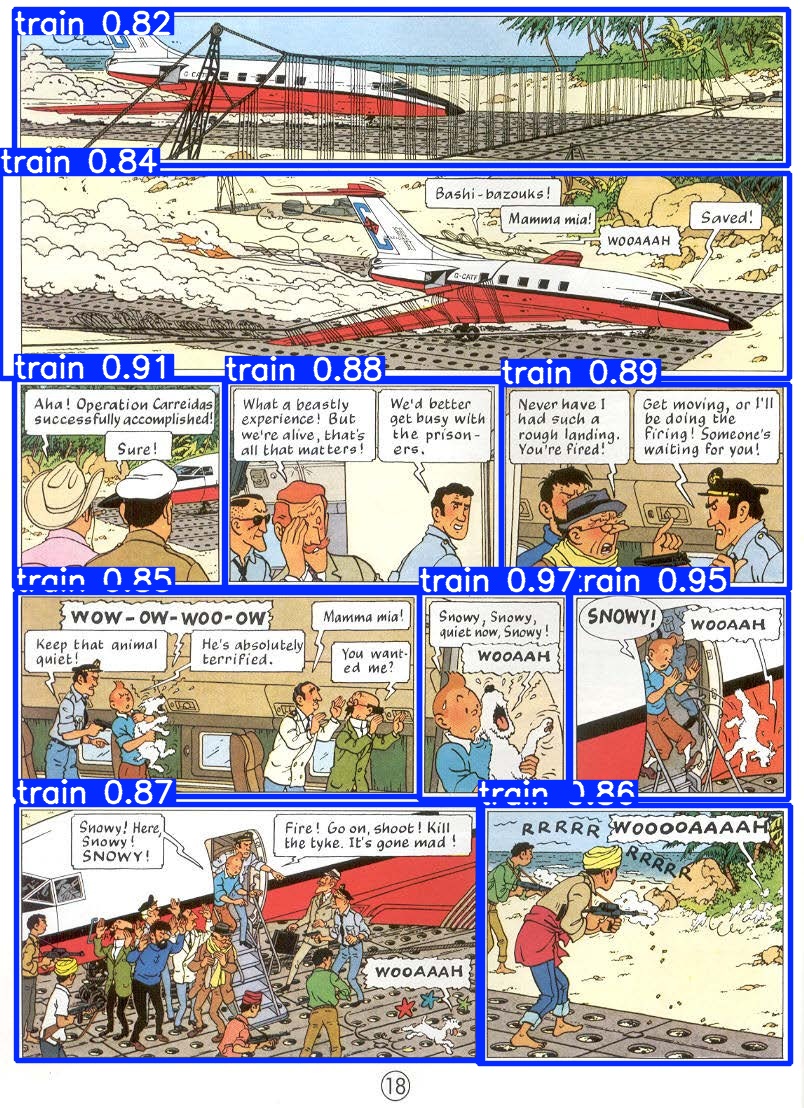 train 0.82
G-CATF
train 0.84
Bashi-bazouks!
Mamma mia!
WOOAAAH
Saved!
G-CATF
train 0.91
train 0.88
train 0.89
Aha! Operation Carreidas
successfully accomplished!
Sure!
What a beastly
experience! But
we're alive, that's
all that matters!
We'd better
get busy with
the prison-
ers.
Never have I
had such a
rough landing.
You're fired!
Get moving, or I'll
be doing the
firing! Someone's
waiting for you!
train 0.85
train 0.97
train 0.95
WOW-OW-WOO-OW
Mamma mia!
Keep that animal
quiet!
He's absolutely
terrified.
You want-
ed me?
Snowy, Snowy,
quiet now, Snowy!
WOOAAH
SNOWY!
WOOAAH
train 0.87
train 0.86
Snowy! Here,
Snowy!
SNOWY!
Fire! Go on, shoot! Kill
the tyke. It's gone mad!
WOOAAAH
RRRRR
WOOOOAAAAH
RRRRR
18